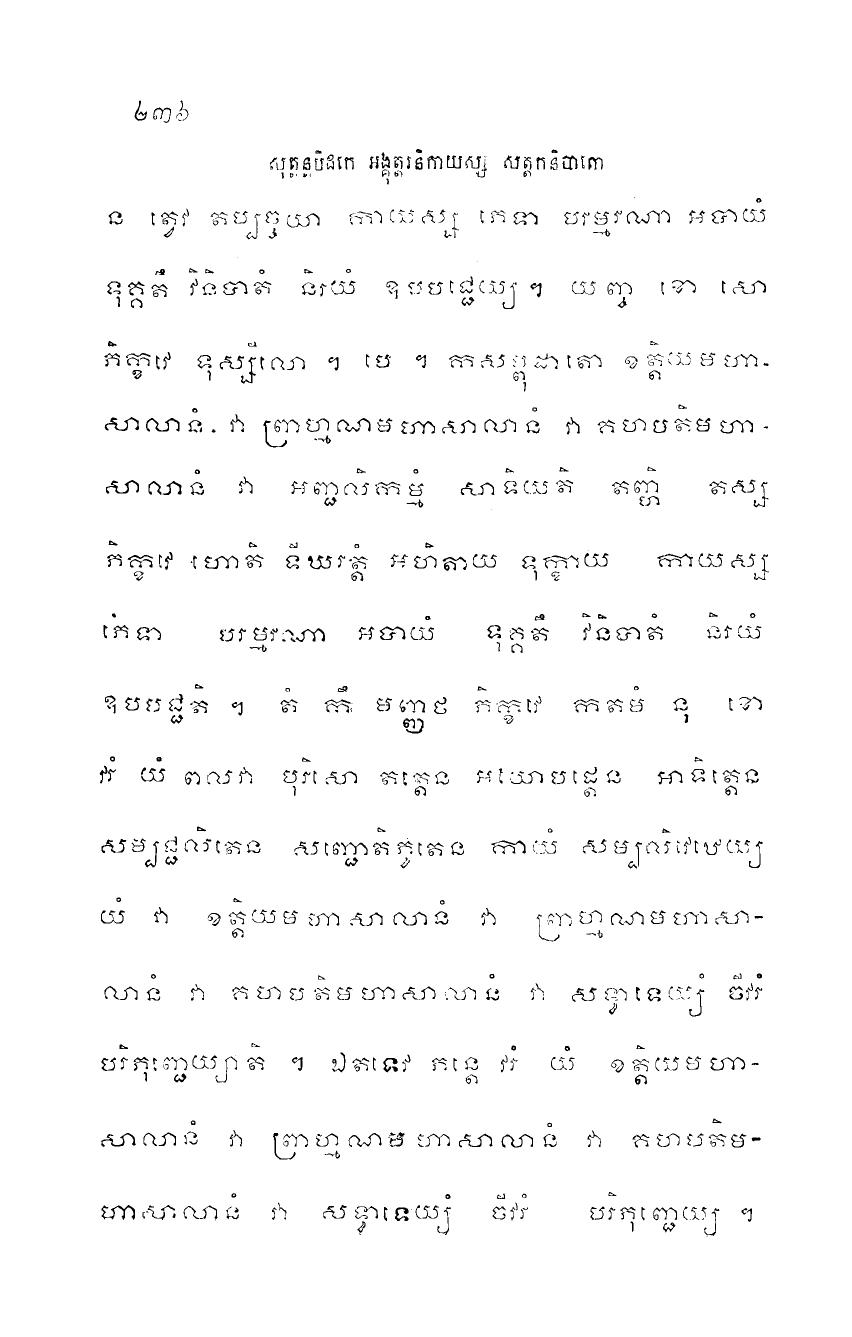 ២៣៦
សុត្តន្តបិដកេ អង្គុត្តរនិកាយស្ស សត្តកនិបាតោ
ន ត្វេវ តប្បច្ចយា កាយស្ស ភេទា បរម្មរណា អបាយំ
ទុគ្គតឹ វិនិបាតំ និរយំ ឧបបជ្ជេយ្យ ។ យញ្ច ខោ សោ
ភិក្ខវេ ទុស្សីលោ ។ បេ ។ កសម្ពុជាតោ ខត្តិយមហា-
សាលានំ វា ព្រាហ្មណមហាសាលានំ វា គហបតិមហា-
សាលានំ វា អញ្ជលិកម្មំ សាទិយតិ តញ្ហិ តស្ស
ភិក្ខវេ ហោតិ ទីឃរត្តំ អហិតាយ ទុក្ខាយ កាយស្ស
ភេទា បរម្មរណា អបាយំ ទុគ្គតឹ វិនិបាតំ និរយំ
ឧបបជ្ជតិ ។ តំ កឹ មញ្ញថ ភិក្ខវេ កតមំ នុ ខោ
វរំ យំ ពលវា បុរិសោ តត្តេន អយោបដ្តេន អាទិត្តេន
សម្បជ្ជលិតេន សញ្ជោតិភូតេន កាយំ សម្បលិវេឋេយ្យ
យំ វា ខត្តិយមហាសាលានំ វា ព្រាហ្មណមហាសា-
លានំ វា គហបតិមហាសាលានំ វា សទ្ធាទេយ្យំ ចីវរំ
បរិភុញ្ជេយ្យាតិ ។ ឯតទេវ ភន្តេ វរំ យំ ខត្តិយមហា-
សាលានំ វា ព្រាហ្មណមហាសាលានំ វា គហបតិម-
ហាសាលានំ វា សទ្ធាទេយ្យំ ចីវរំ បរិភុញ្ជេយ្យ ។